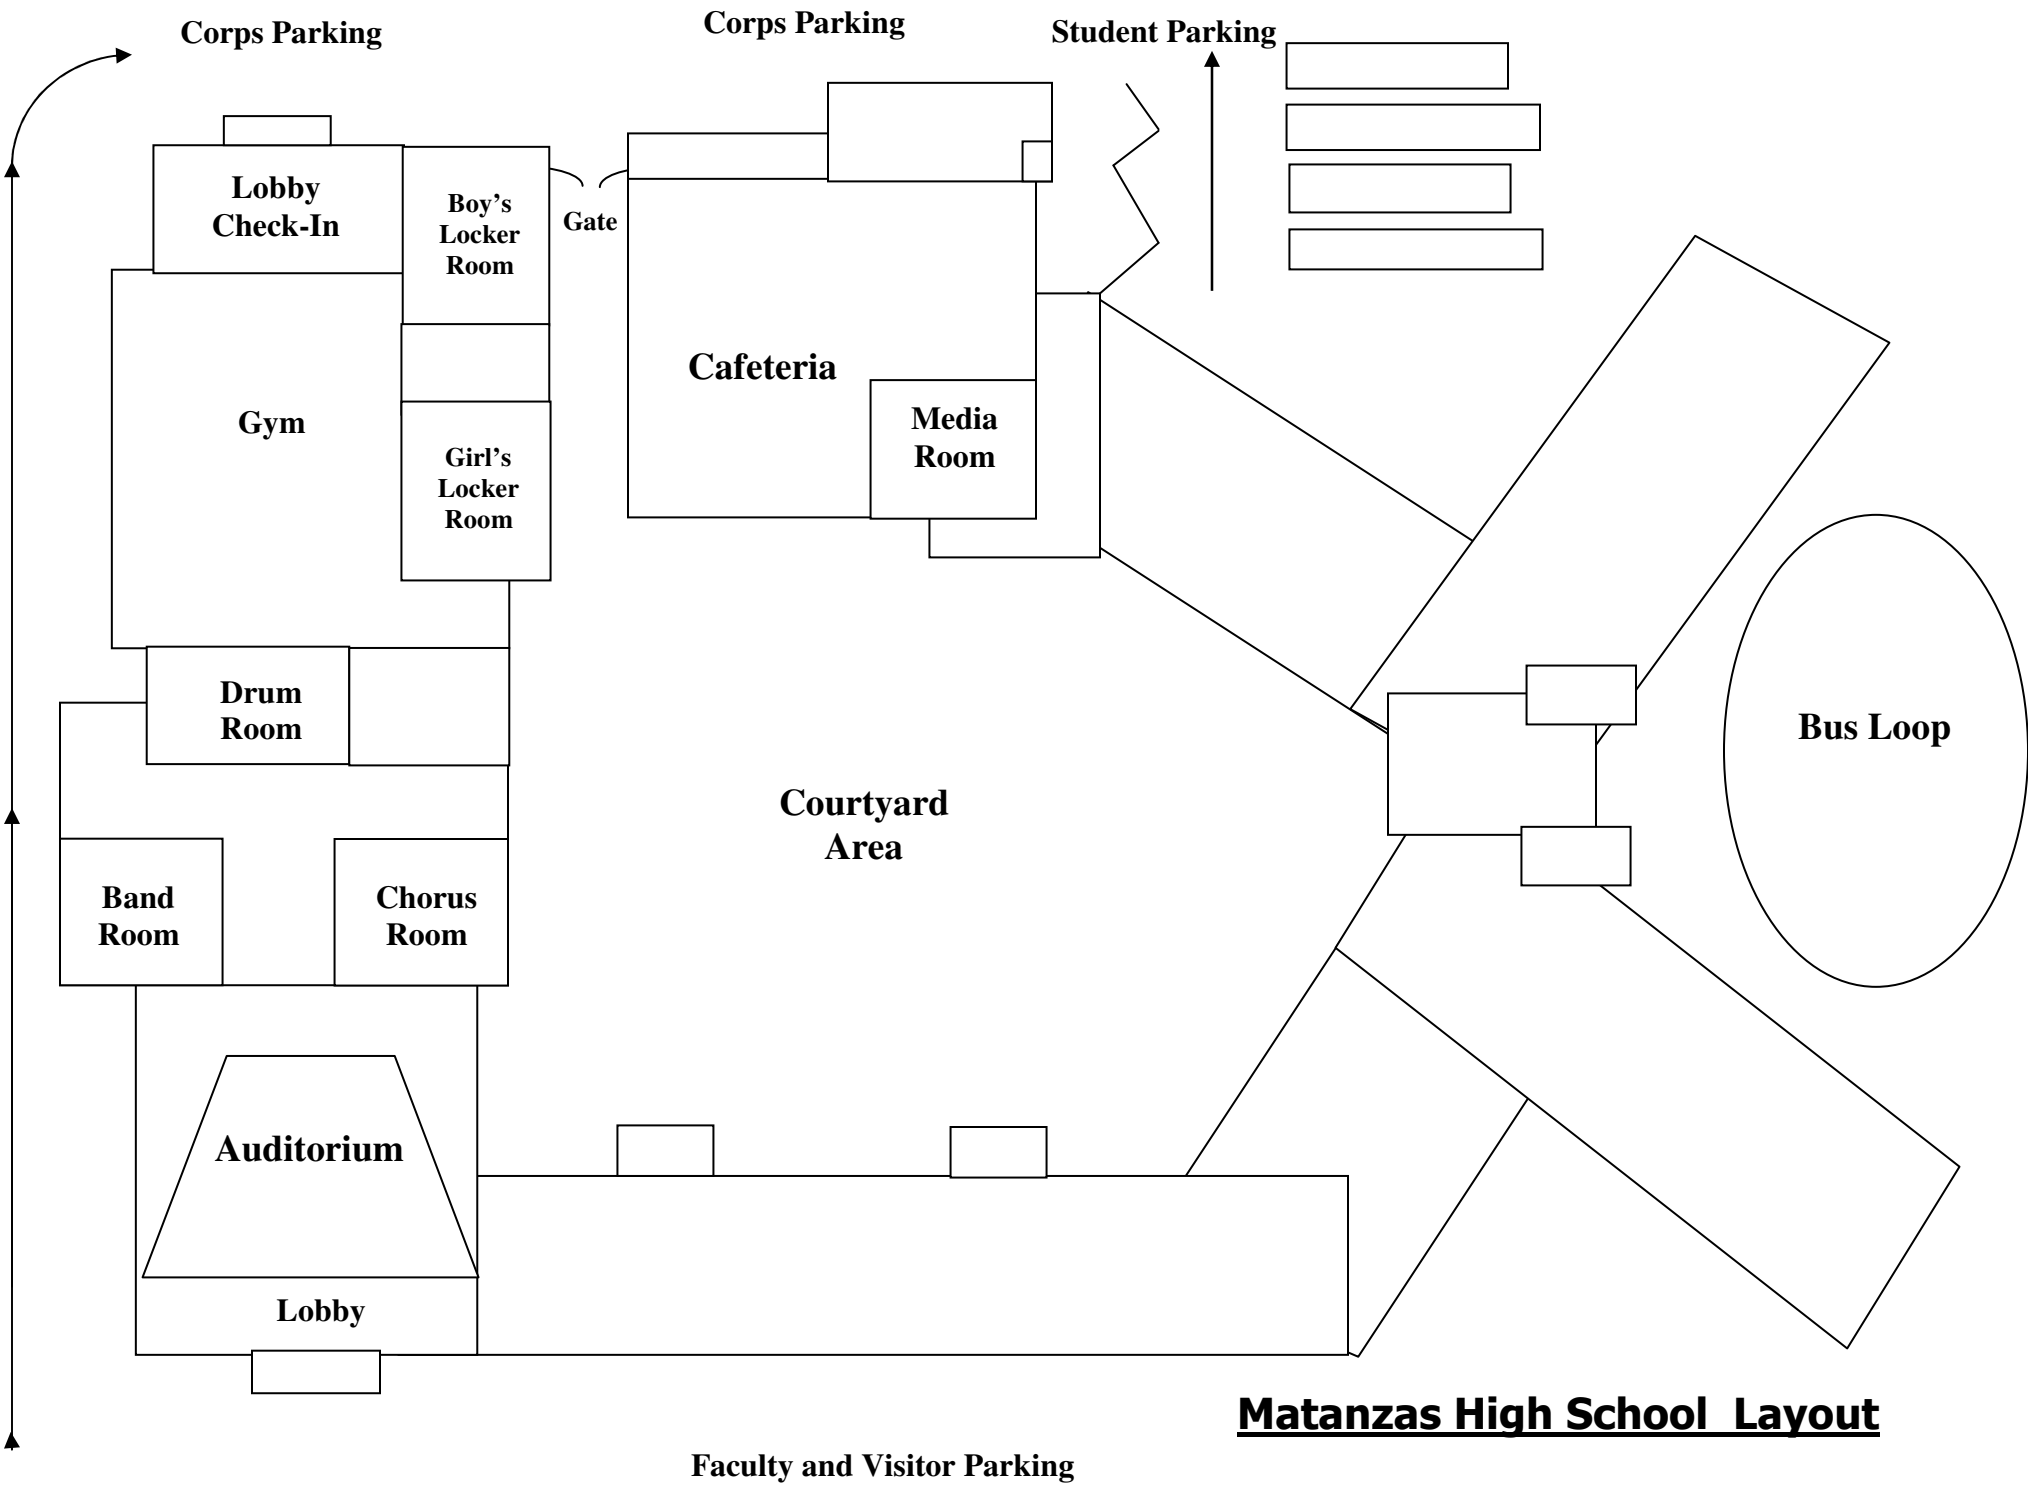 Corps Parking
Corps Parking
Student Parking
Lobby
Check-In
Boy’s
Locker
Room
Gate
Cafeteria
Media
Room
Gym
Girl’s
Locker
Room
Drum
Room
Bus Loop
Courtyard
Area
Band
Room
Chorus
Room
Auditorium
Lobby
Matanzas High School  Layout
Faculty and Visitor Parking